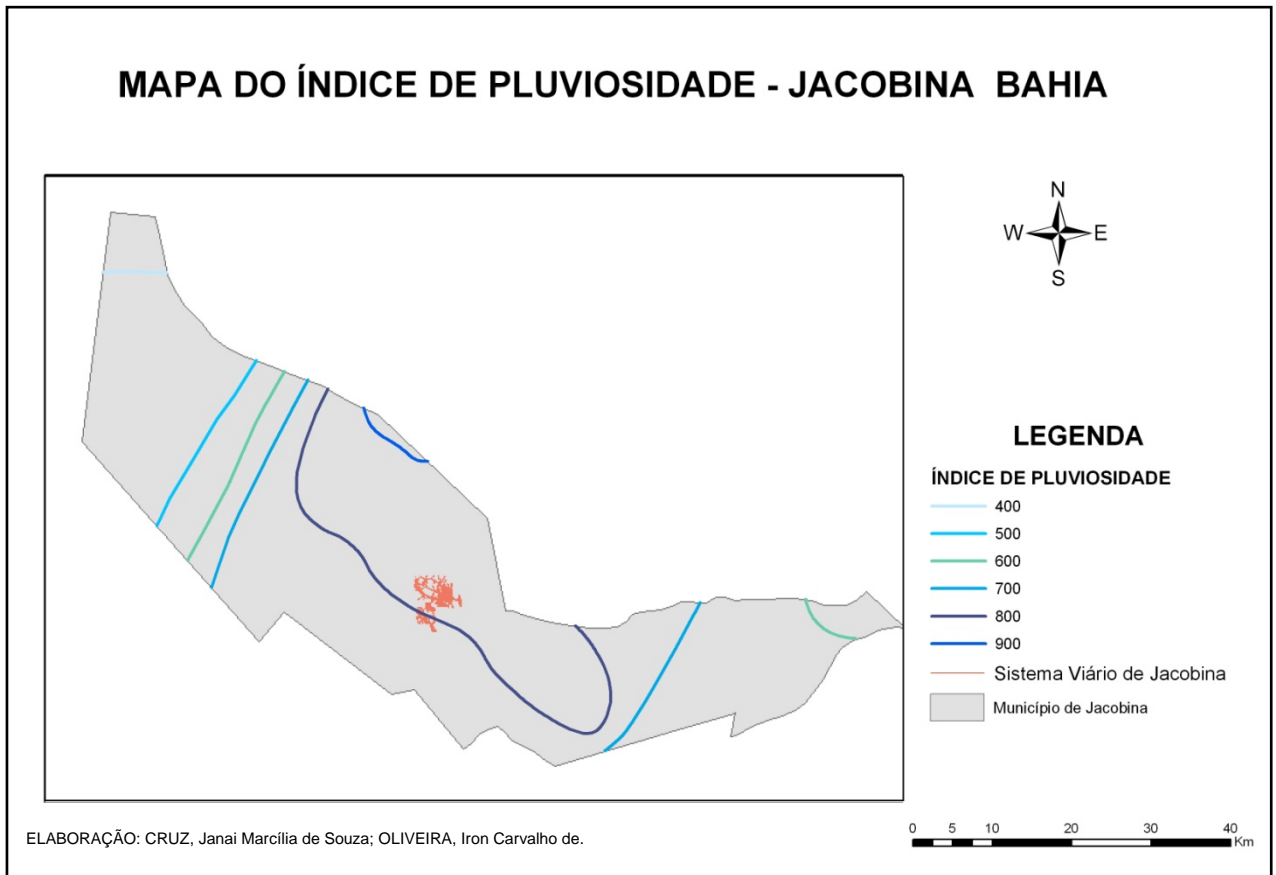 MAPA DO ÍNDICE DE PLUVIOSIDADE - JACOBINA  BAHIA
N
W E
S
LEGENDA
ÍNDICE DE PLUVIOSIDADE
400
500
600
700
800
900
Sistema Viário de Jacobina
Município de Jacobina
ELABORAÇÃO: CRUZ, Janai Marcília de Souza; OLIVEIRA, Iron Carvalho de.
0 5 10 20 30 40
Km